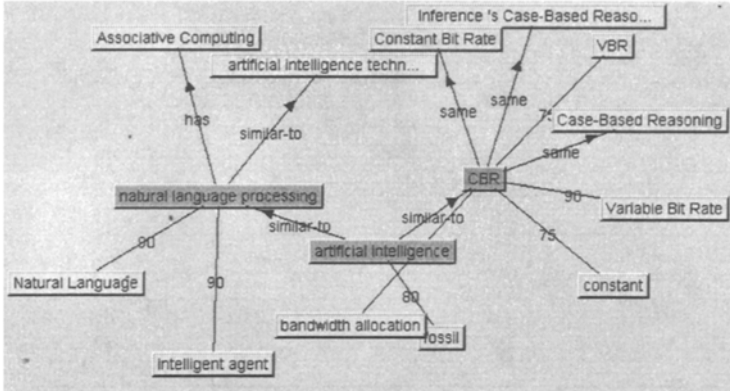 Inference 's Case-Based Reaso...
Associative Computing
Constant Bit Rate
VBR
artificial intelligence techn...
same
same
75
Case-Based Reasoning
has
similar-to
same
CBR
natural language processing
90
Variable Bit Rate
similar-to
similar-to
90
artificial intelligence
75
Natural Language
90
80
constant
bandwidth allocation
fossil
intelligent agent